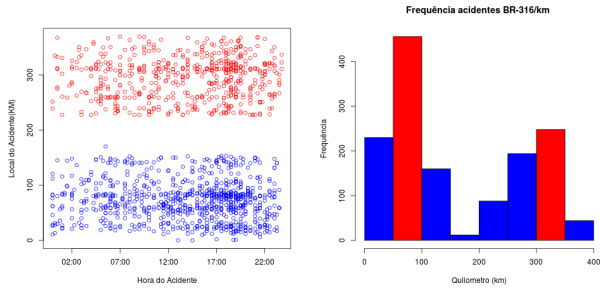 Local do Acidente(KM)
0
100
200
300
02:00 07:00 12:00 17:00 22:00
Hora do Acidente
Frequência acidentes BR-316/km
Frequência
0
100
200
300
400
0 100 200 300 400
Quilometro (km)